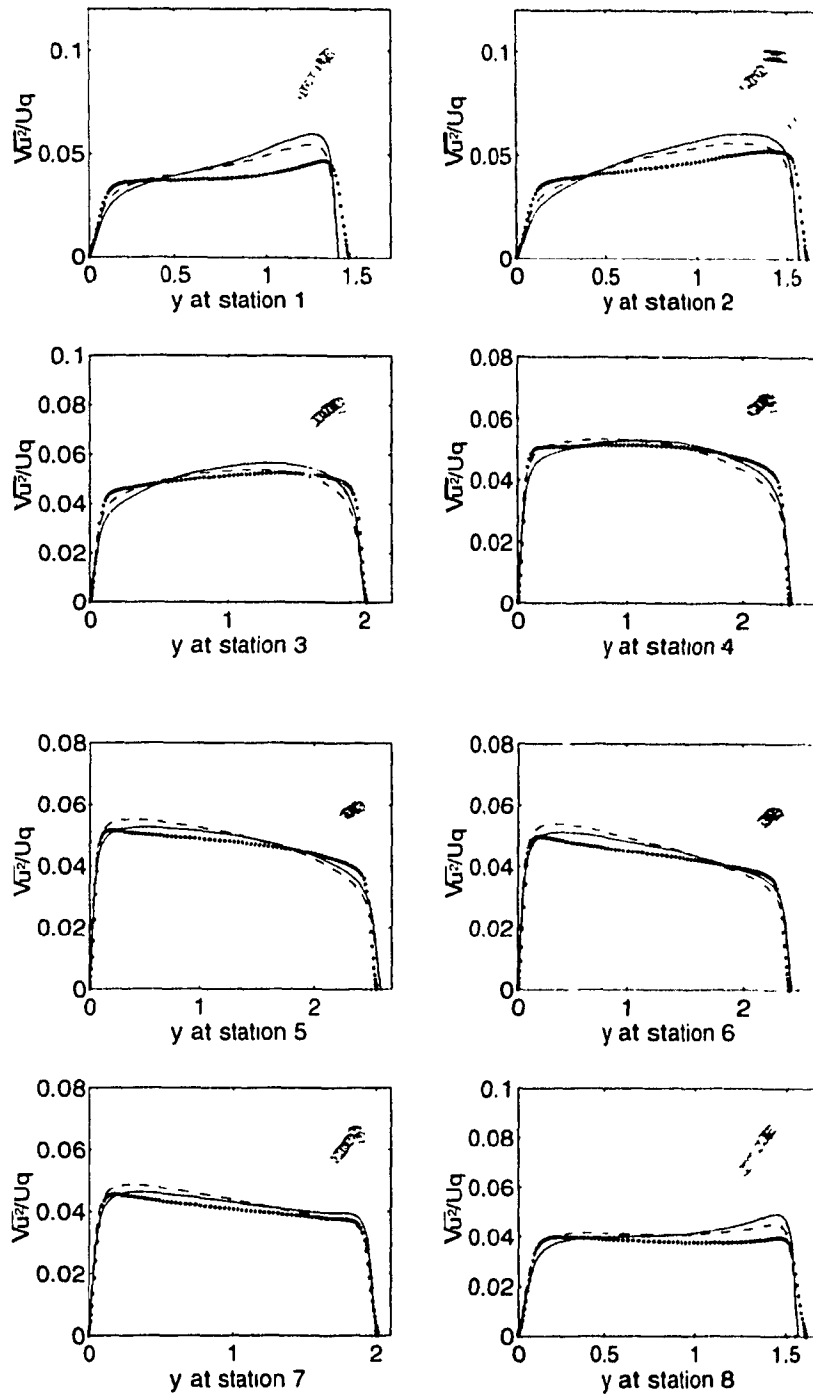 0.1
0.05
0
√u²/Uq
0 0.5 1 1.5
y at station 1
0.1
0.05
0
√u²/Uq
0 0.5 1 1.5
y at station 2
0.1
0.08
0.06
0.04
0.02
0
√u²/Uq
0 1 2
y at station 3
0.08
0.06
0.04
0.02
0
√u²/Uq
0 1 2
y at station 4
0.08
0.06
0.04
0.02
0
√u²/Uq
0 1 2
y at station 5
0.08
0.06
0.04
0.02
0
√u²/Uq
0 1 2
y at station 6
0.08
0.06
0.04
0.02
0
√u²/Uq
0 1 2
y at station 7
0.1
0.08
0.06
0.04
0.02
0
√u²/Uq
0 0.5 1 1.5
y at station 8